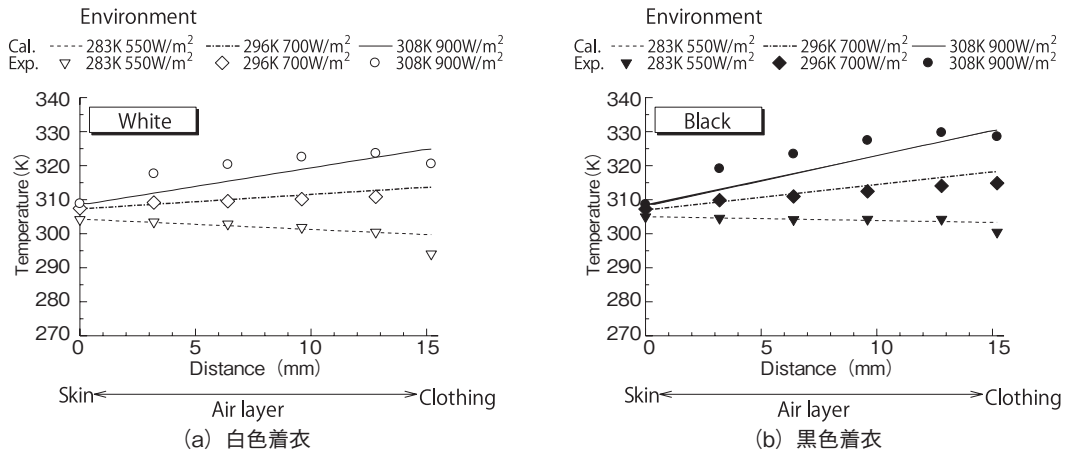 Environment
Cal. 283K 550W/m² 296K 700W/m² 308K 900W/m²
Exp. 283K 550W/m² 296K 700W/m² 308K 900W/m²
White
Temperature(K)
340
330
320
310
300
290
280
270
0 5 10 15
Distance (mm)
Skin Clothing
Air layer
(a) 白色着衣
Environment
Cal. 283K 550W/m² 296K 700W/m² 308K 900W/m²
Exp. 283K 550W/m² 296K 700W/m² 308K 900W/m²
Black
Temperature(K)
340
330
320
310
300
290
280
270
0 5 10 15
Distance (mm)
Skin Clothing
Air layer
(b) 黒色着衣